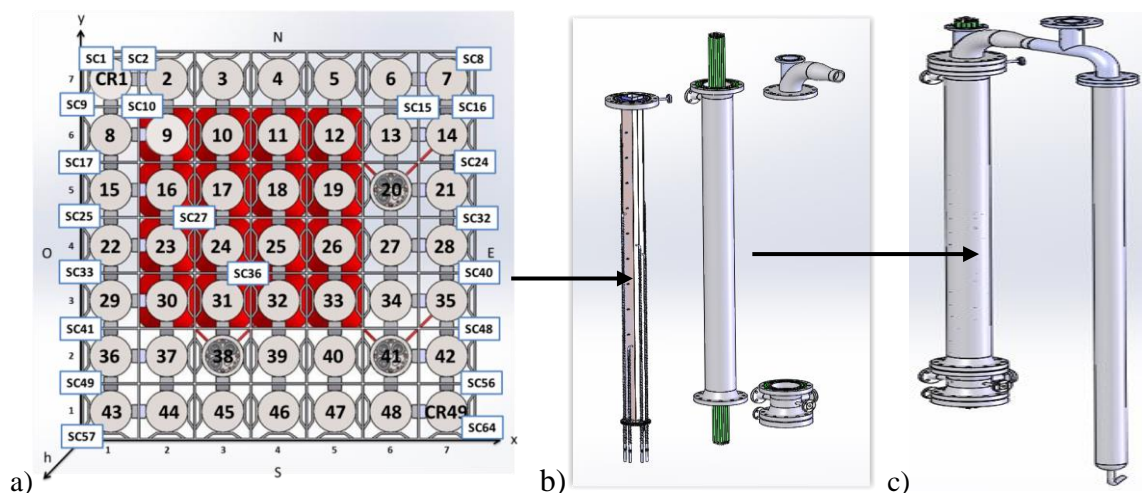 y
N
SC1 SC2 SC8
7 CR1 2 3 4 5 6 7
SC9 SC10 SC15 SC16
6 8 9 10 11 12 13 14
SC17 SC24
5 15 16 17 18 19 20 21
SC25 SC27 SC32
O 4 22 23 24 25 26 27 28 E
SC33 SC36 SC40
3 29 30 31 32 33 34 35
SC41 SC48
2 36 37 38 39 40 41 42
SC49 SC56
1 43 44 45 46 47 48 CR49
SC57 SC64
x
h 1 2 3 4 5 6 7
S
a) b) c)